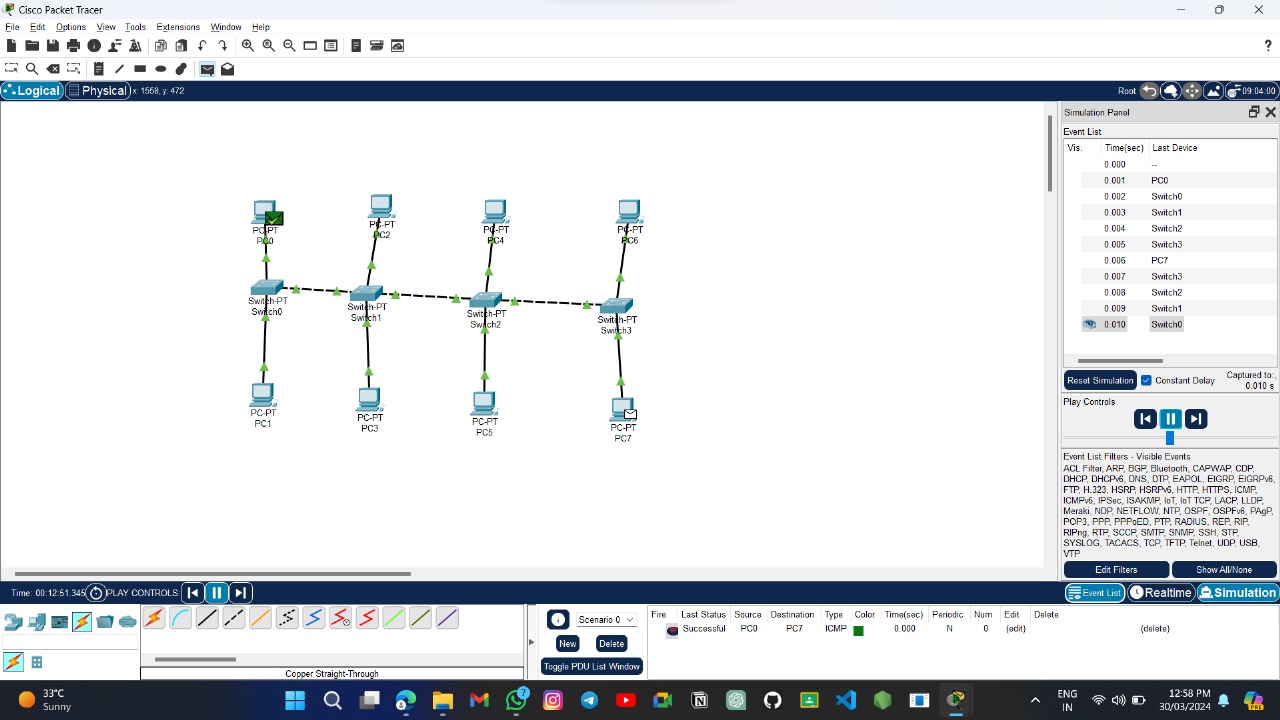 Cisco Packet Tracer
File Edit Options View Tools Extensions Window Help
?
Logical Physical x: 1558, y: 472 Root 09:04:00
Simulation Panel
Event List
Vis. Time(sec) Last Device
0.000 --
0.001 PC0
0.002 Switch0
0.003 Switch1
0.004 Switch2
0.005 Switch3
0.006 PC7
0.007 Switch3
0.008 Switch2
0.009 Switch1
0.010 Switch0
Reset Simulation Constant Delay Captured to:
0.010 s
Play Controls
Event List Filters - Visible Events
ACL Filter, ARP, BGP, Bluetooth, CAPWAP, CDP,
DHCP, DHCPv6, DNS, DTP, EAPOL, EIGRP, EIGRPv6,
FTP, H.323, HSRP, HSRPv6, HTTP, HTTPS, ICMP,
ICMPv6, IPSec, ISAKMP, IoT, IoT TCP, LACP, LLDP,
Meraki, NDP, NETFLOW, NTP, OSPF, OSPFv6, PAgP,
POP3, PPP, PPPoED, PTP, RADIUS, REP, RIP,
RIPng, RTP, SCCP, SMTP, SNMP, SSH, STP,
SYSLOG, TACACS, TCP, TFTP, Telnet, UDP, USB,
VTP
Edit Filters Show All/None
PC-PT
PC0
PC-PT
PC2
PC-PT
PC4
PC-PT
PC6
Switch-PT
Switch0
Switch-PT
Switch1
Switch-PT
Switch2
Switch-PT
Switch3
PC-PT
PC1
PC-PT
PC3
PC-PT
PC5
PC-PT
PC7
Time: 00:12:51.345 PLAY CONTROLS: Event List Realtime Simulation
Scenario 0
New Delete
Toggle PDU List Window
Fire Last Status Source Destination Type Color Time(sec) Periodic Num Edit Delete
Successful PC0 PC7 ICMP 0.000 N 0 (edit) (delete)
Copper Straight-Through
33°C
Sunny
7
ENG
IN
12:58 PM
30/03/2024
PRE